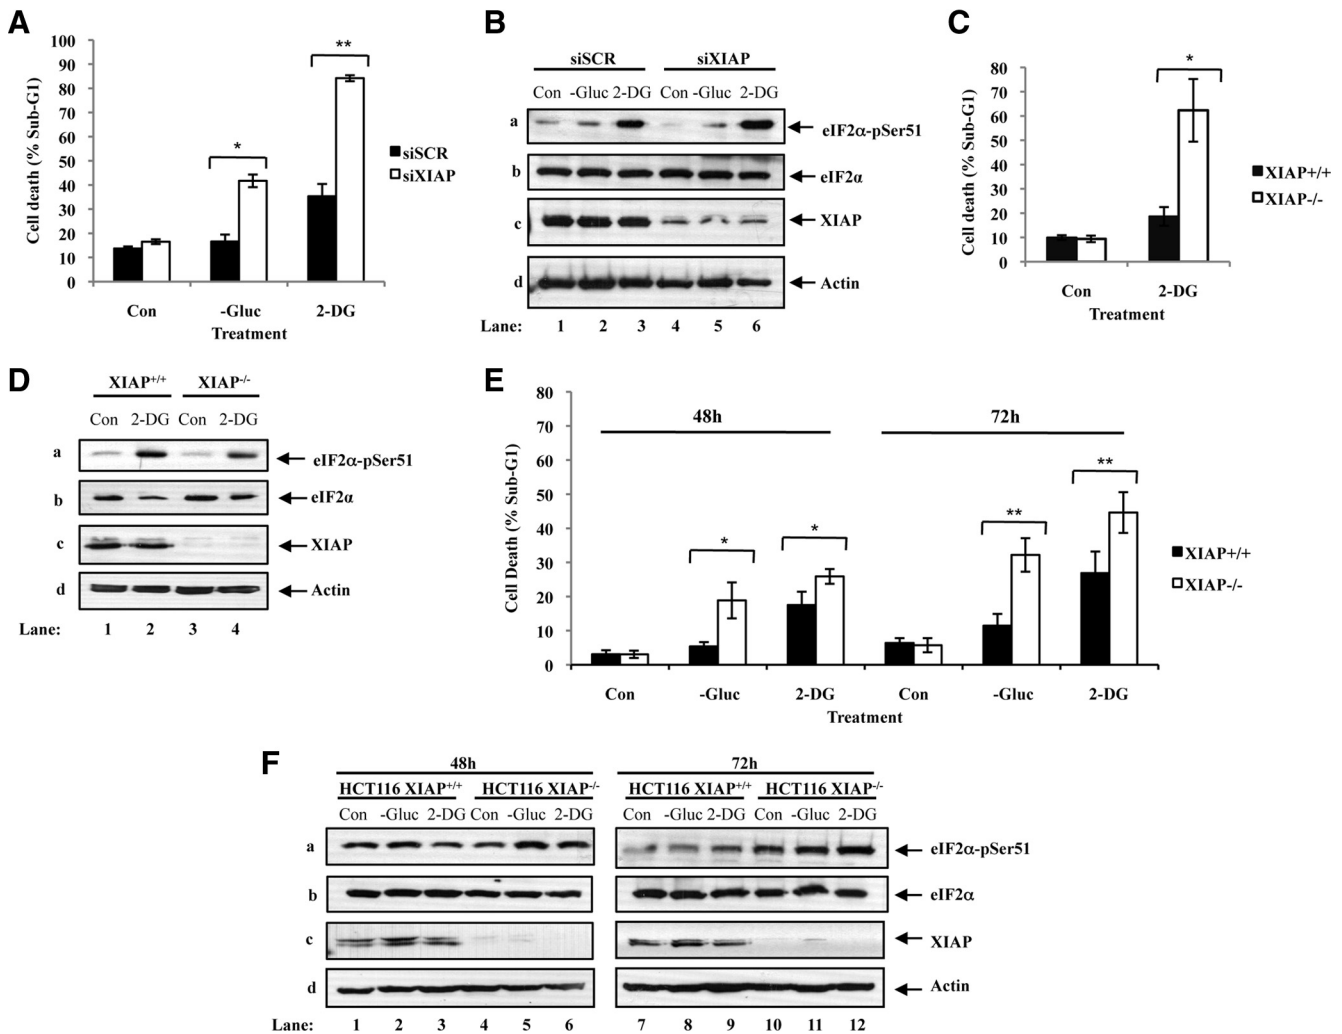 A
Cell death (% Sub-G1)
100
90
80
70
60
50
40
30
20
10
0
*
**
siSCR
siXIAP
Con -Gluc 2-DG
Treatment
B
siSCR siXIAP
Con -Gluc 2-DG Con -Gluc 2-DG
a eIF2α-pSer51
b eIF2α
c XIAP
d Actin
Lane: 1 2 3 4 5 6
C
Cell death (% Sub-G1)
80
70
60
50
40
30
20
10
0
*
XIAP+/+
XIAP-/-
Con 2-DG
Treatment
D
XIAP+/+ XIAP-/-
Con 2-DG Con 2-DG
a eIF2α-pSer51
b eIF2α
c XIAP
d Actin
Lane: 1 2 3 4
E
Cell Death (% Sub-G1)
80
70
60
50
40
30
20
10
0
48h 72h
* * ** **
XIAP+/+
XIAP-/-
Con -Gluc 2-DG Con -Gluc 2-DG
Treatment
F
48h 72h
HCT116 XIAP+/+ HCT116 XIAP-/- HCT116 XIAP+/+ HCT116 XIAP-/-
Con -Gluc 2-DG Con -Gluc 2-DG Con -Gluc 2-DG Con -Gluc 2-DG
a eIF2α-pSer51
b eIF2α
c XIAP
d Actin
Lane: 1 2 3 4 5 6 7 8 9 10 11 12